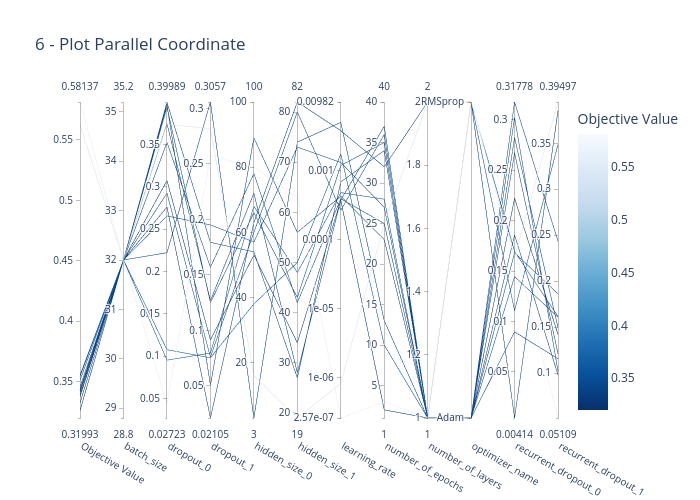 6 - Plot Parallel Coordinate
0.58137 35.2 0.39989 0.3057 100 82 0.00982 40 2 RMSprop 0.31778 0.39497
Objective Value
0.55 0.5 0.45 0.4 0.35
35 34 33 32 31 30 29
0.35 0.3 0.25 0.2 0.15 0.1 0.05
0.3 0.25 0.2 0.15 0.1 0.05
100 80 60 40 20
80 70 60 50 40 30 20
0.001 0.0001 1e-05 1e-06 2.57e-07
40 35 30 25 20 15 10 5
2 1.8 1.6 1.4 1.2 1
Adam
0.3 0.25 0.2 0.15 0.1 0.05
0.35 0.3 0.25 0.2 0.15 0.1
0.55
0.5
0.45
0.4
0.35
0.31993 28.8 0.02723 0.02105 3 19 1 1 0.00414 0.05109
Objective Value batch_size dropout_0 dropout_1 hidden_size_0 hidden_size_1 learning_rate number_of_epochs number_of_layers optimizer_name recurrent_dropout_0 recurrent_dropout_1